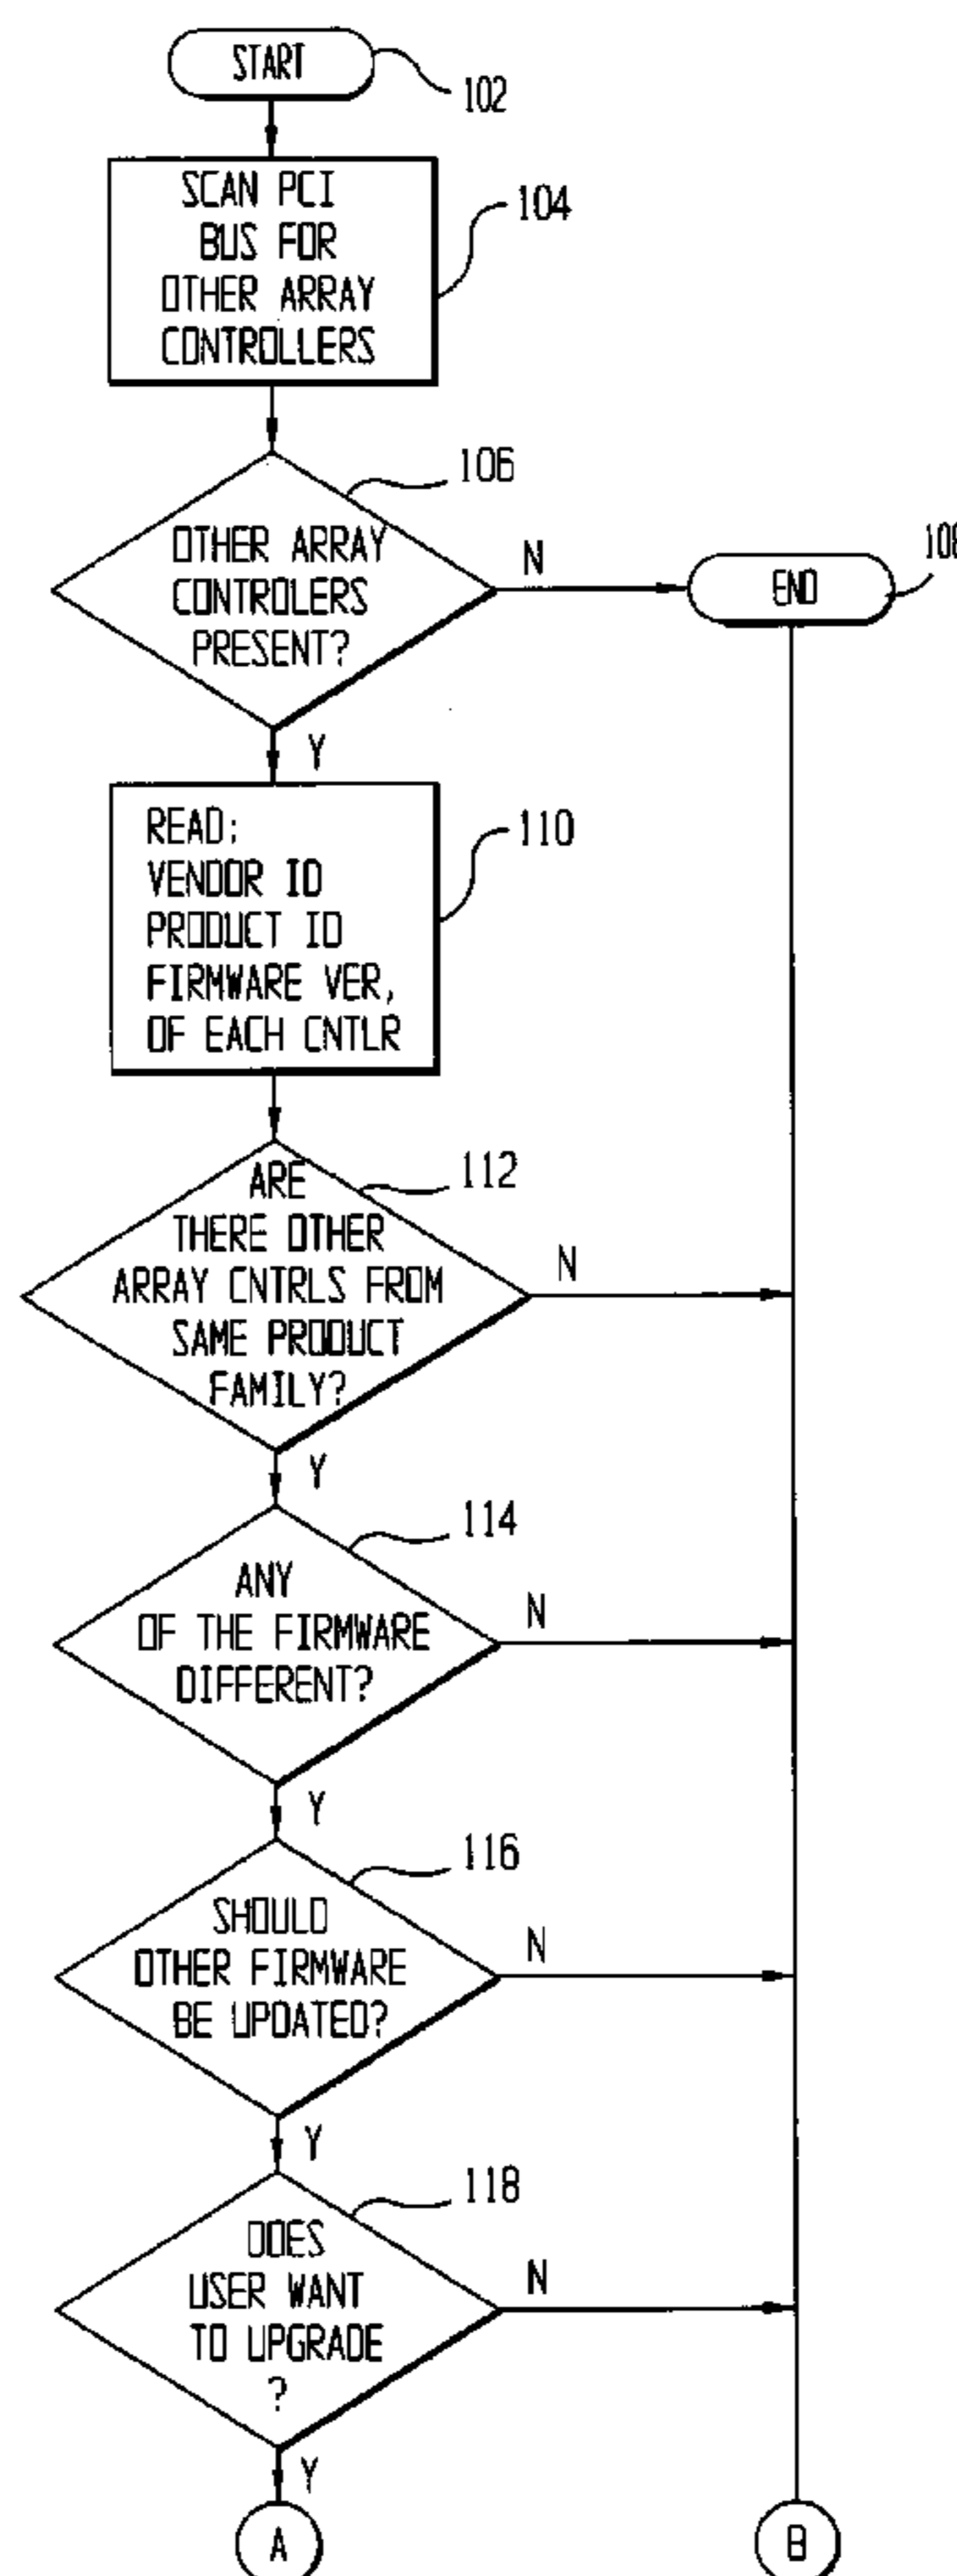 START
102
SCAN PCI
BUS FOR
OTHER ARRAY
CONTROLLERS
104
106
OTHER ARRAY
CONTROLERS
PRESENT?
N
END
108
Y
READ:
VENDOR ID
PRODUCT ID
FIRMWARE VER,
OF EACH CNTLR
110
112
ARE
THERE OTHER
ARRAY CNTRLS FROM
SAME PRODUCT
FAMILY?
N
Y
114
ANY
OF THE FIRMWARE
DIFFERENT?
N
Y
116
SHOULD
OTHER FIRMWARE
BE UPDATED?
N
Y
118
DOES
USER WANT
TO UPGRADE
?
N
Y
A
B